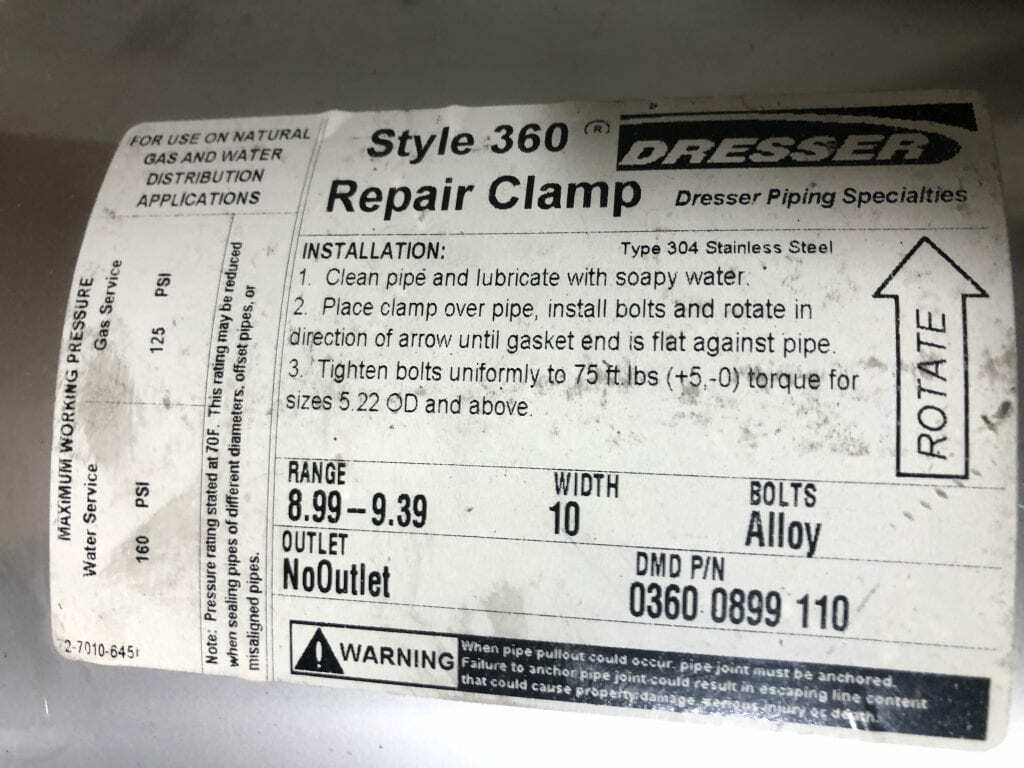 FOR USE ON NATURAL
GAS AND WATER
DISTRIBUTION
APPLICATIONS
MAXIMUM WORKING PRESSURE
Gas Service
125 PSI
Water Service
160 PSI
Note: Pressure rating stated at 70F. This rating may be reduced
when sealing pipes of different diameters, offset pipes, or
misaligned pipes.
Style 360 ®
Repair Clamp
DRESSER
Dresser Piping Specialties
INSTALLATION:
Type 304 Stainless Steel
1. Clean pipe and lubricate with soapy water.
2. Place clamp over pipe, install bolts and rotate in
direction of arrow until gasket end is flat against pipe.
3. Tighten bolts uniformly to 75 ft.lbs (+5,-0) torque for
sizes 5.22 OD and above.
ROTATE
RANGE
8.99-9.39
WIDTH
10
BOLTS
Alloy
OUTLET
NoOutlet
DMD P/N
0360 0899 110
WARNING
When pipe pullout could occur, pipe joint must be anchored.
Failure to anchor pipe joint could result in escaping line content
that could cause property damage, serious injury or death.